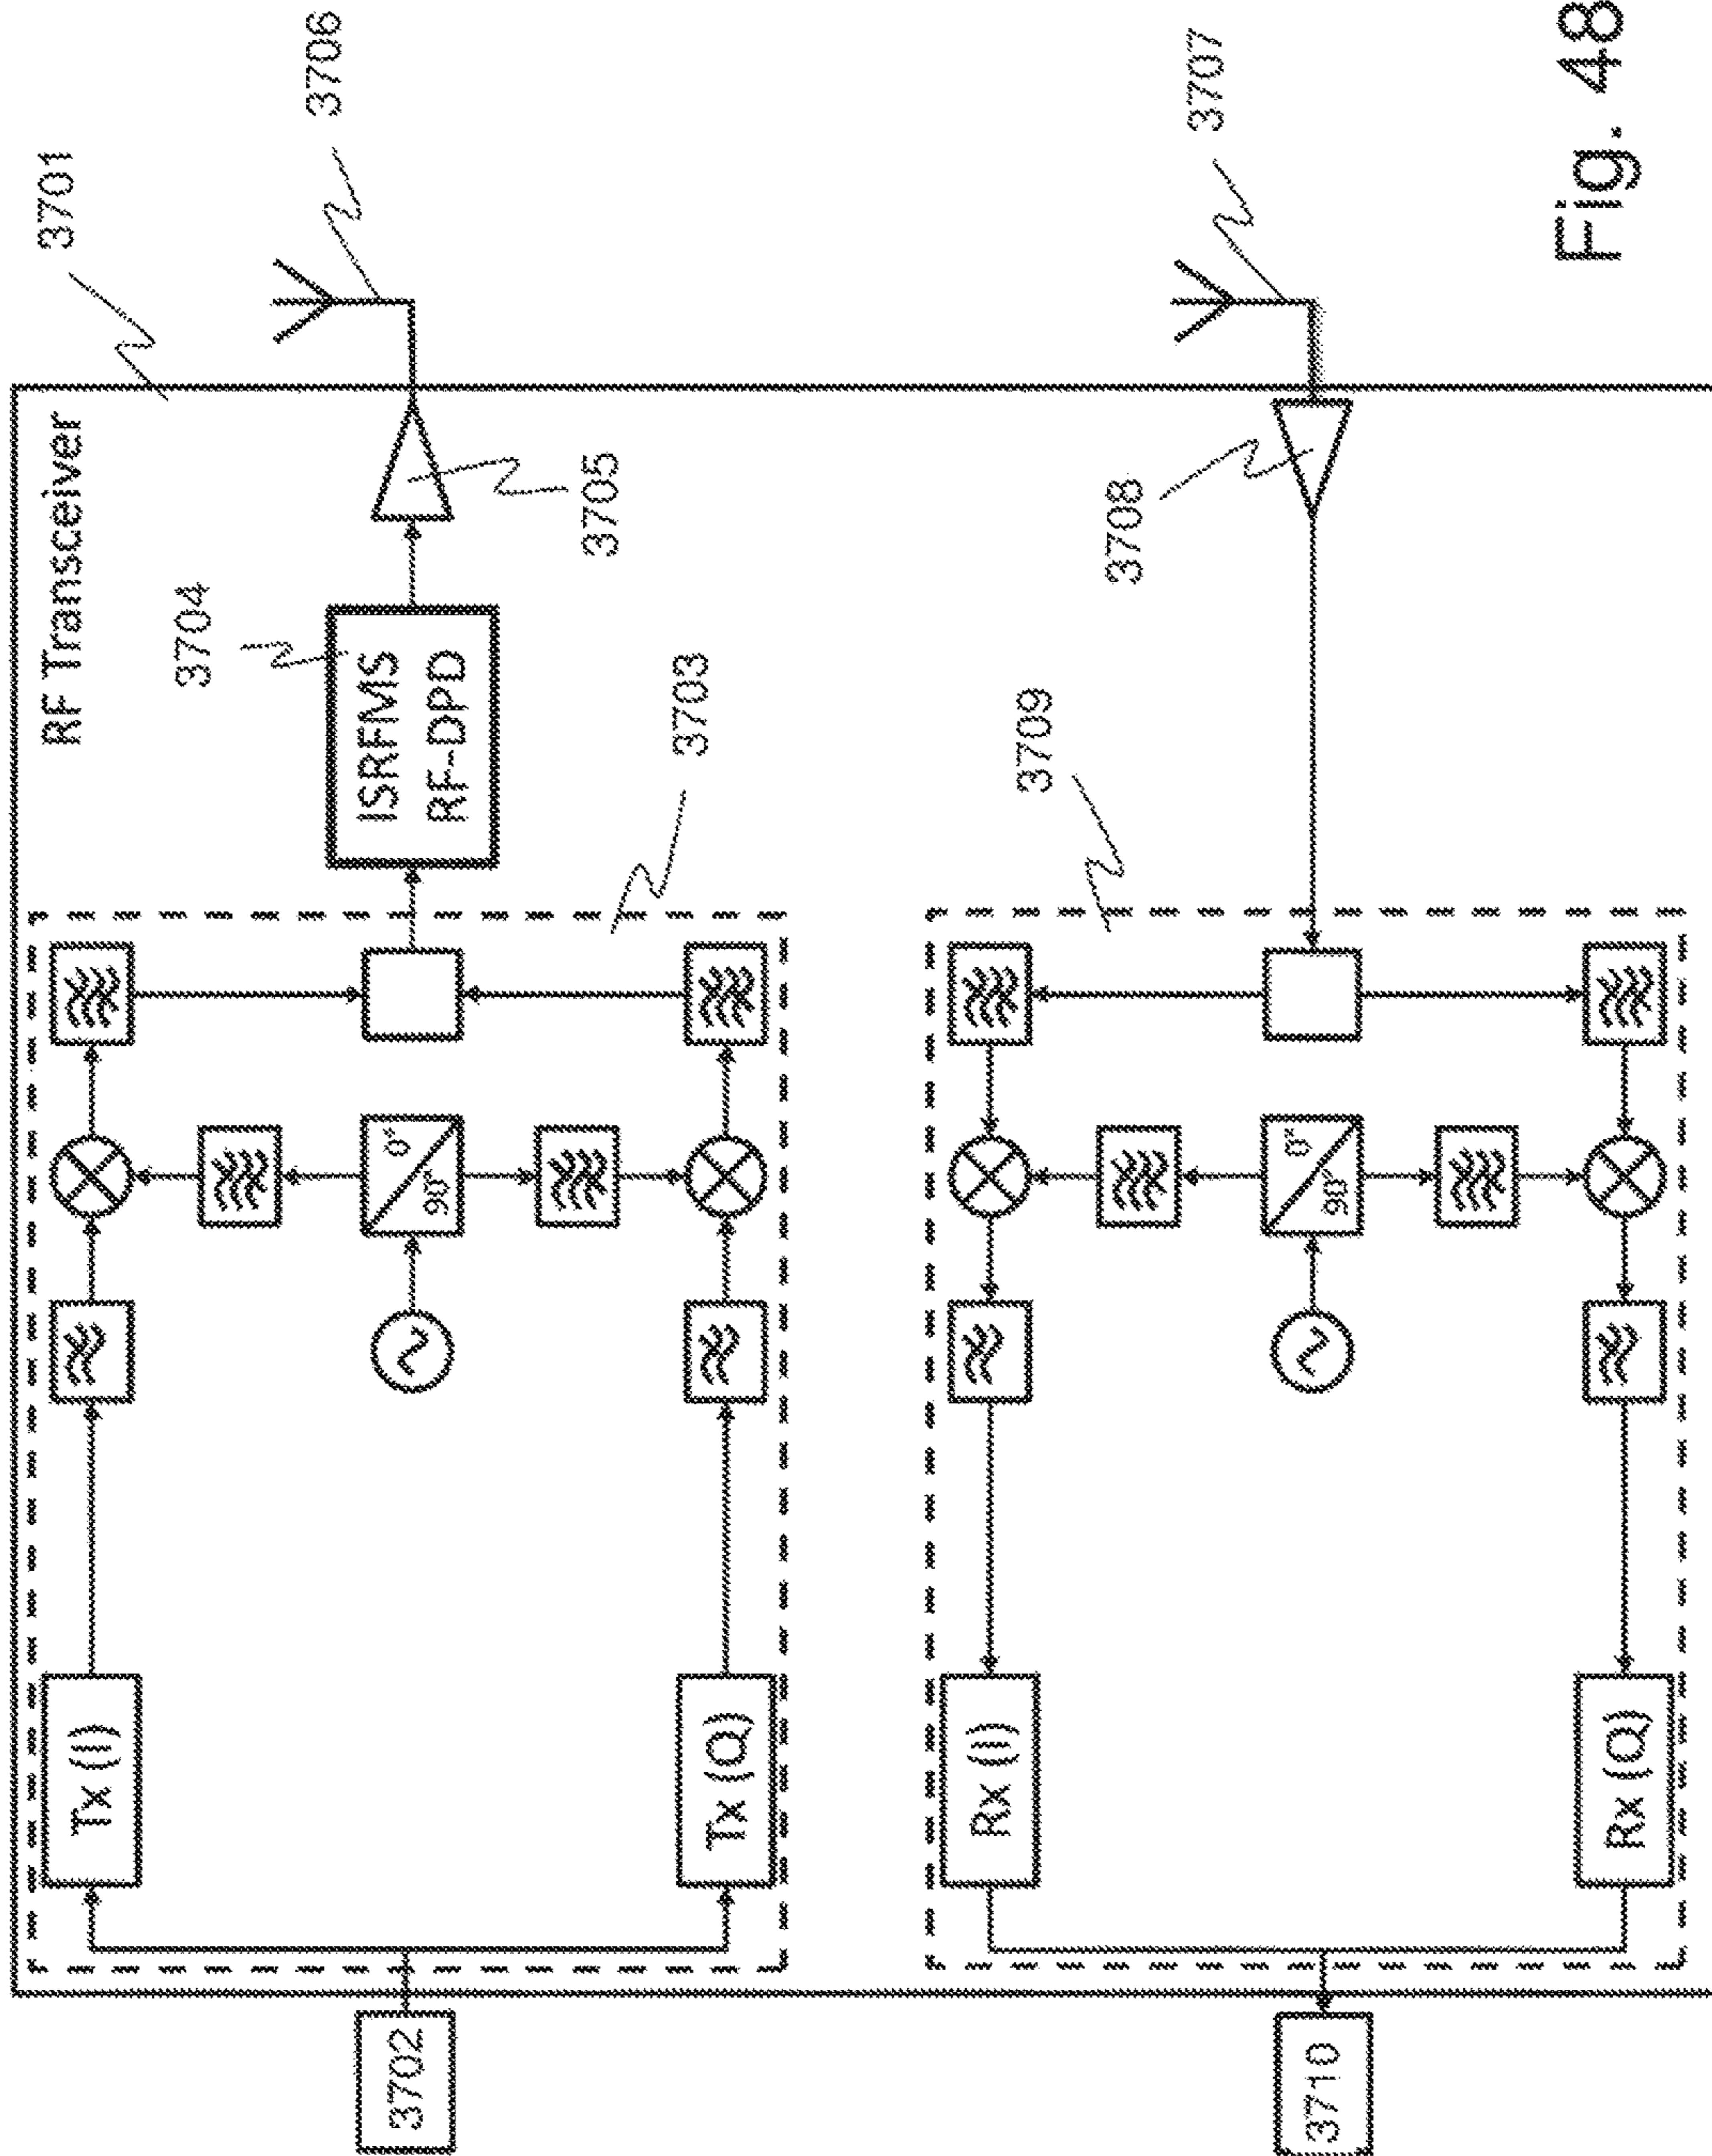 3701
3706
RF Transceiver
3704
ISRFMS
RF-DPD
3705
3703
Tx (I)
0°
90°
Tx (Q)
3702
3707
3708
3709
Rx (I)
0°
90°
Rx (Q)
3710
Fig. 48